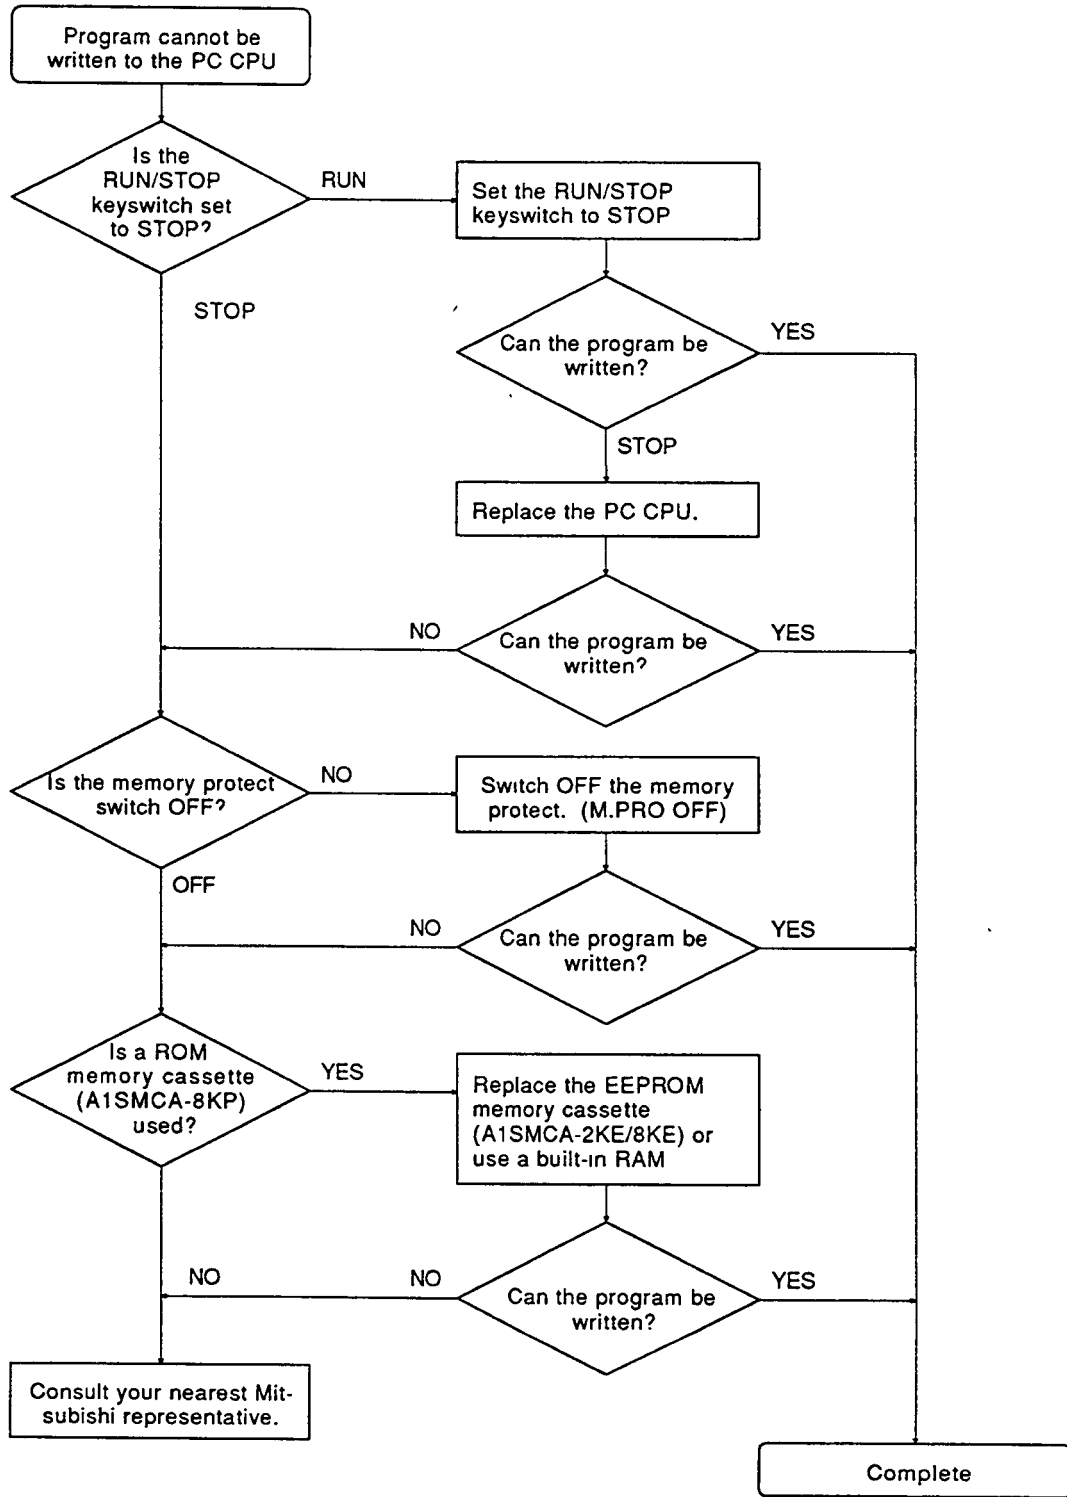 Program cannot be
written to the PC CPU
Is the
RUN/STOP
keyswitch set
to STOP?
RUN
Set the RUN/STOP
keyswitch to STOP
STOP
Can the program be
written?
YES
STOP
Replace the PC CPU.
NO
Can the program be
written?
YES
Is the memory protect
switch OFF?
NO
Switch OFF the memory
protect. (M.PRO OFF)
OFF
NO
Can the program be
written?
YES
Is a ROM
memory cassette
(A1SMCA-8KP)
used?
YES
Replace the EEPROM
memory cassette
(A1SMCA-2KE/8KE) or
use a built-in RAM
NO
NO
Can the program be
written?
YES
Consult your nearest Mit-
subishi representative.
Complete